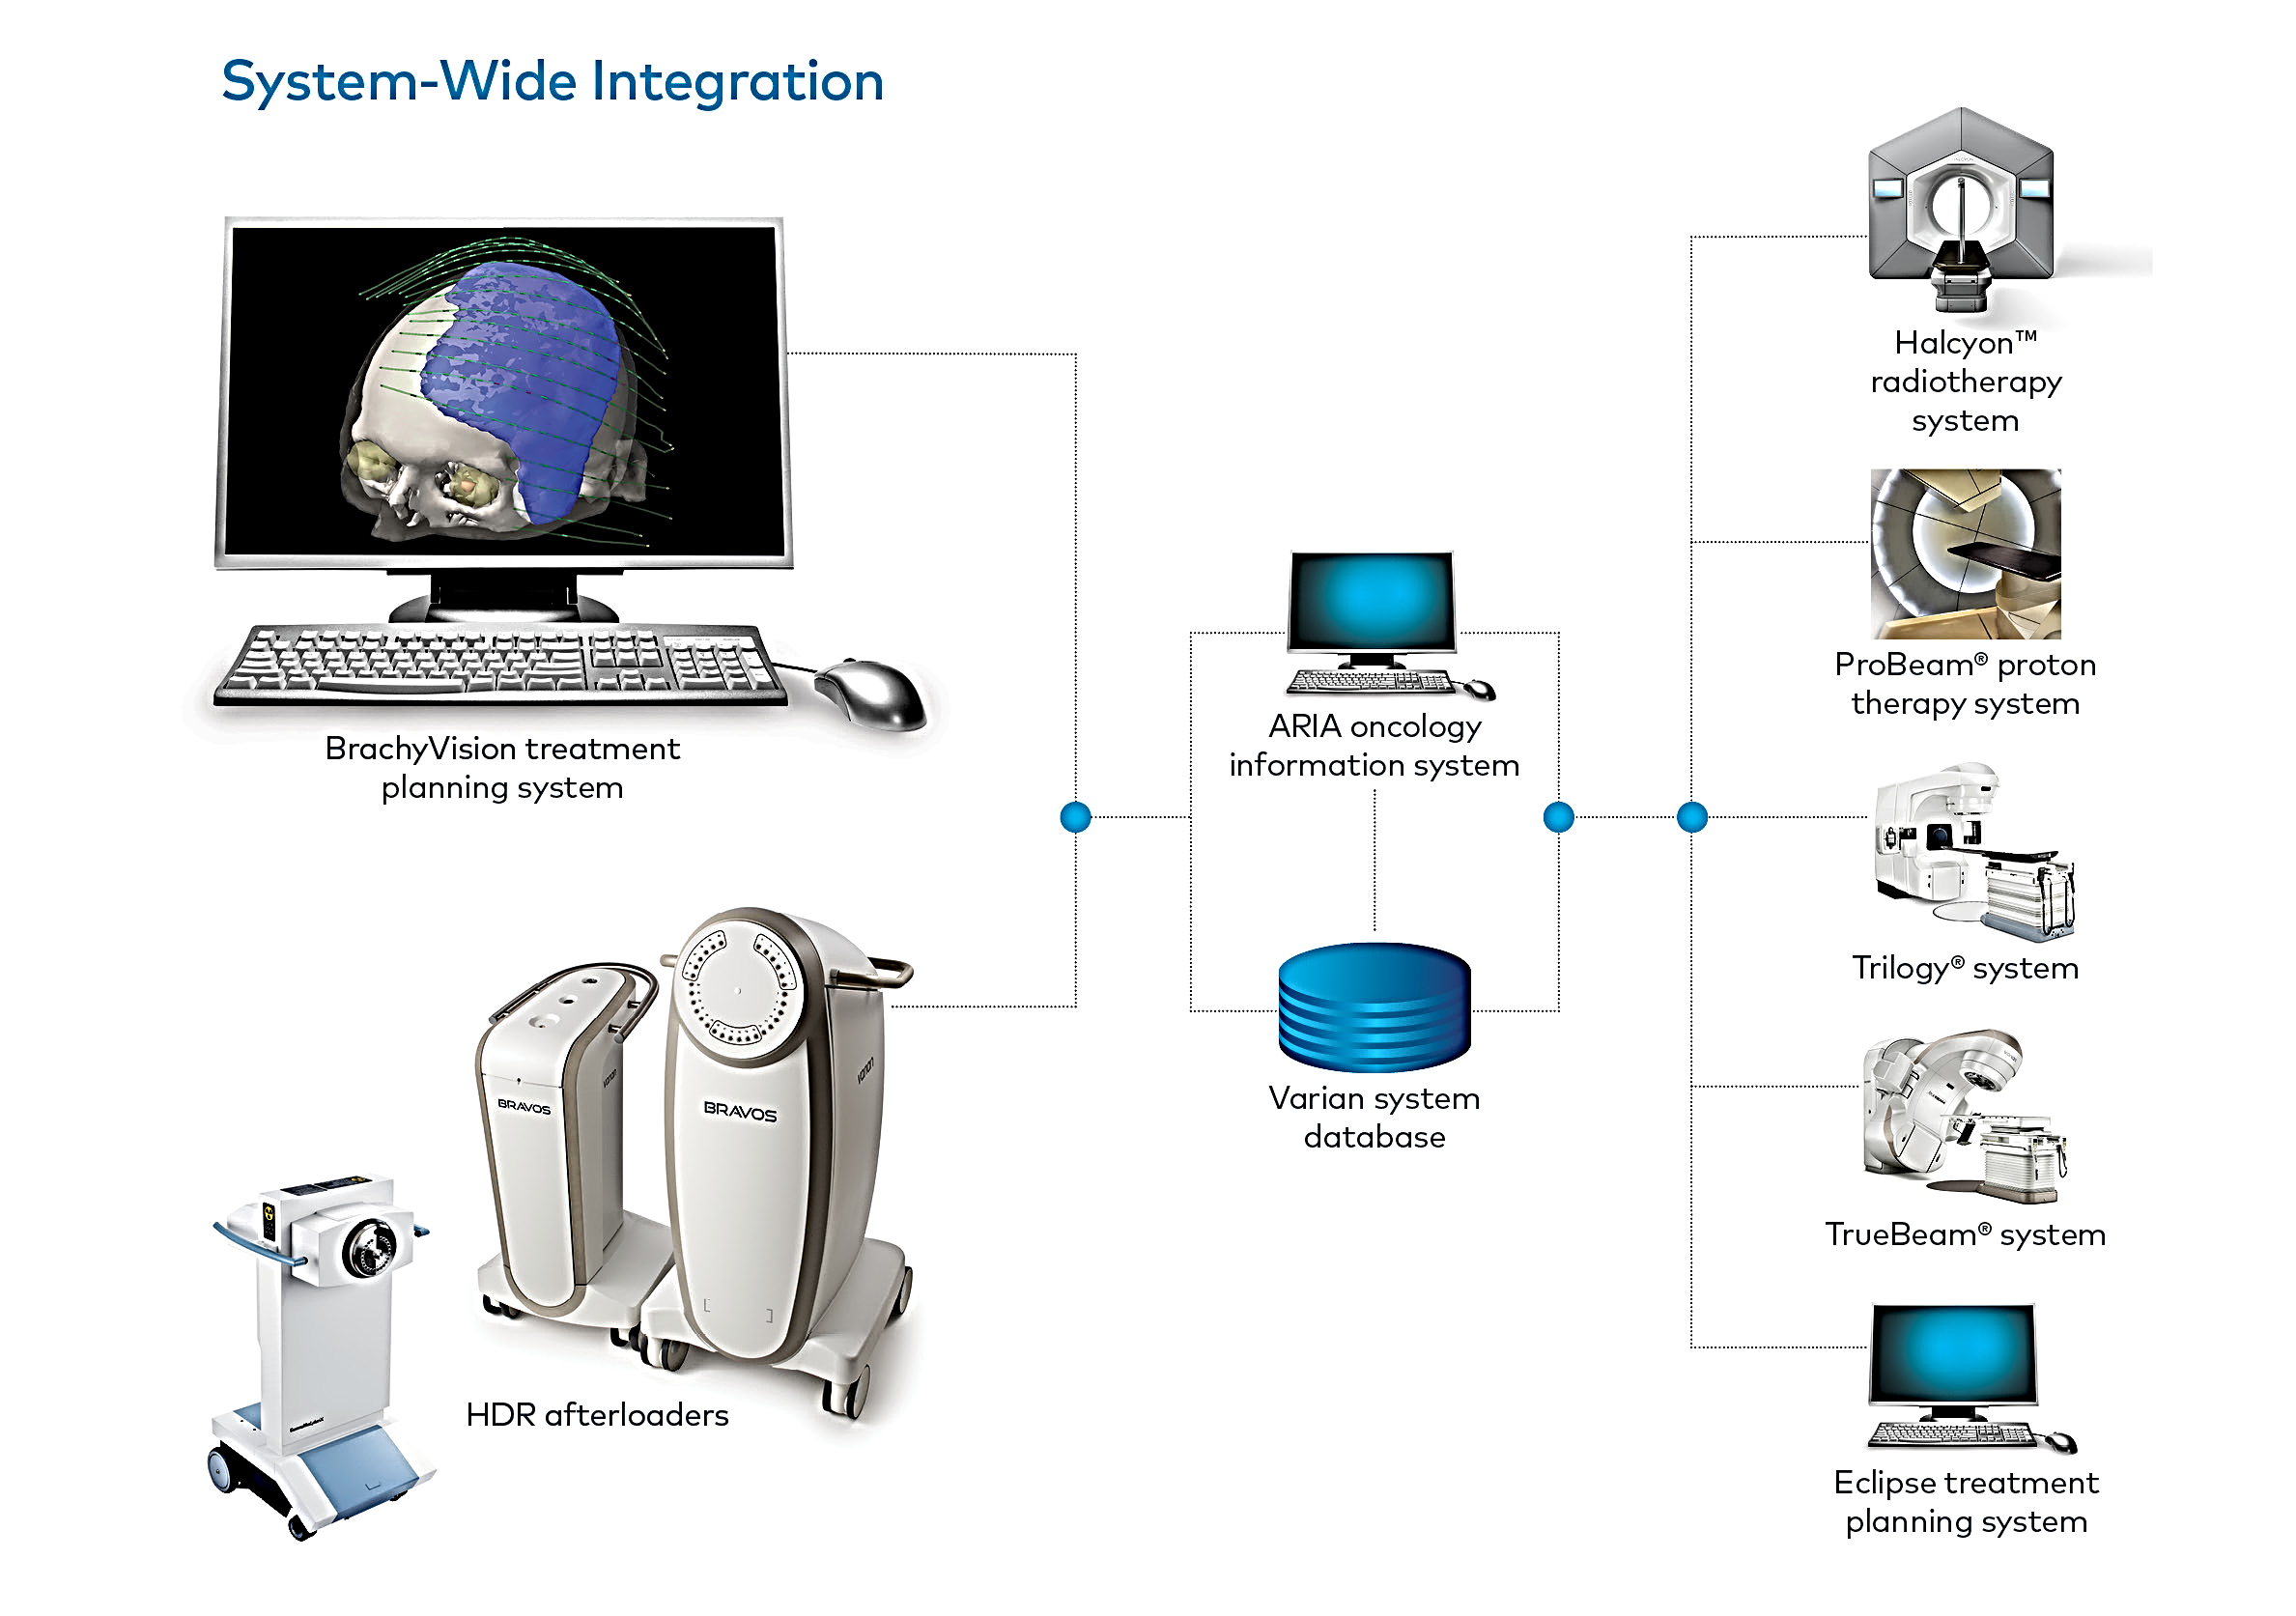 System-Wide Integration
BrachyVision treatment
planning system
BRAVOS
varian
BRAVOS
varian
HDR afterloaders
ARIA oncology
information system
Varian system
database
Halcyon™
radiotherapy
system
ProBeam® proton
therapy system
Trilogy® system
TrueBeam® system
Eclipse treatment
planning system